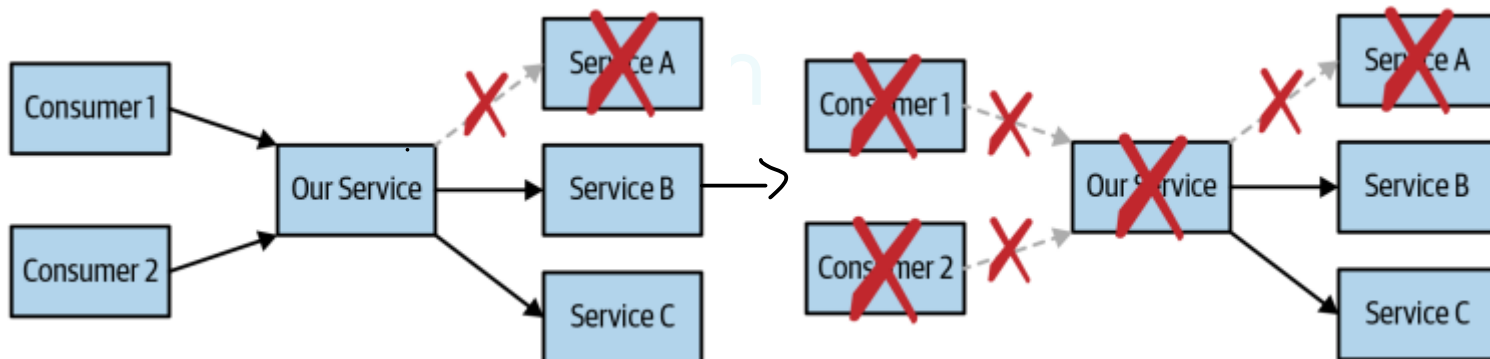 Service A
Consumer 1
Our Service
Service B
Consumer 2
Service C
Service A
Consumer 1
Our Service
Service B
Consumer 2
Service C